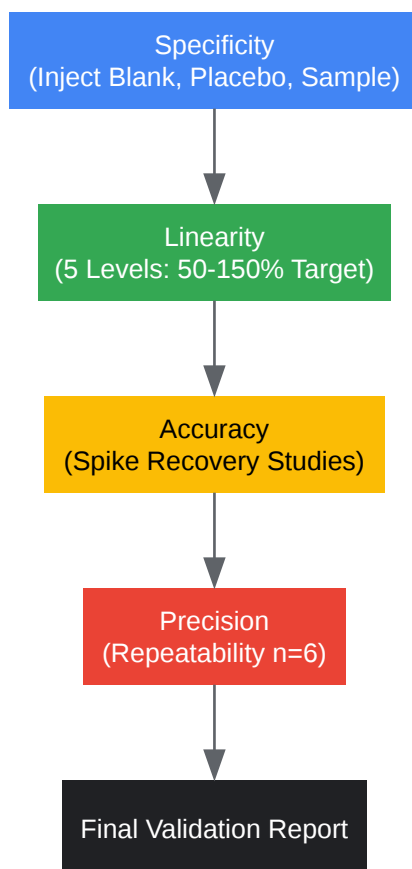 Specificity
(Inject Blank, Placebo, Sample)
Linearity
(5 Levels: 50-150% Target)
Accuracy
(Spike Recovery Studies)
Precision
(Repeatability n=6)
Final Validation Report